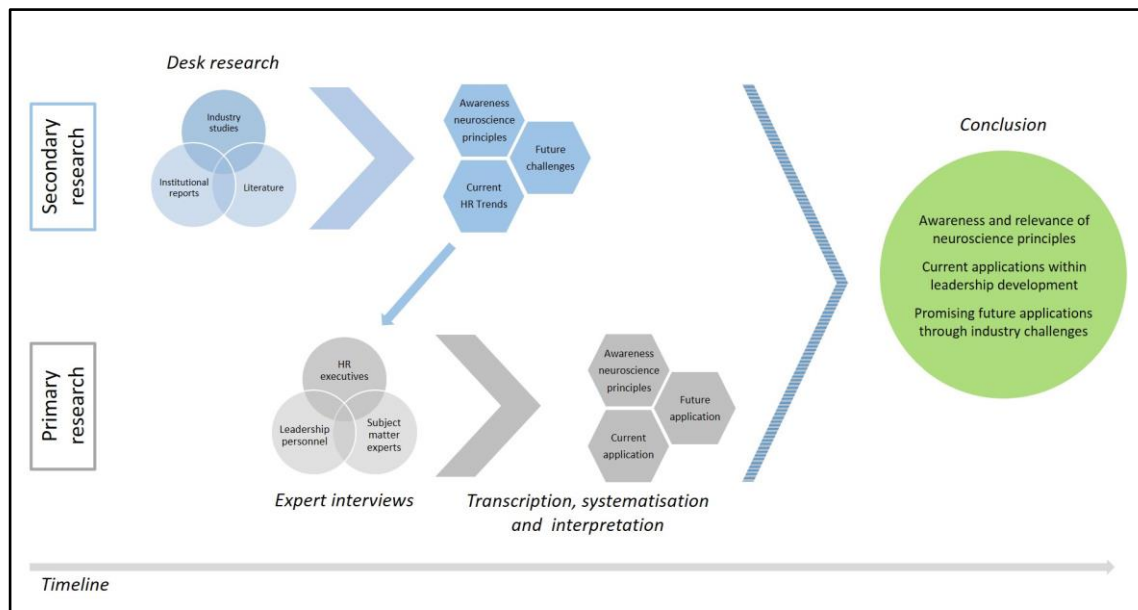 Desk research
Secondary
research
Industry
studies
Institutional
reports
Literature
Awareness
neuroscience
principles
Future
challenges
Current
HR Trends
Conclusion
Awareness and relevance of
neuroscience principles
Current applications within
leadership development
Promising future applications
through industry challenges
Primary
research
HR
executives
Leadership
personnel
Subject
matter
experts
Expert interviews
Awareness
neuroscience
principles
Future
application
Current
application
Transcription, systematisation
and interpretation
Timeline